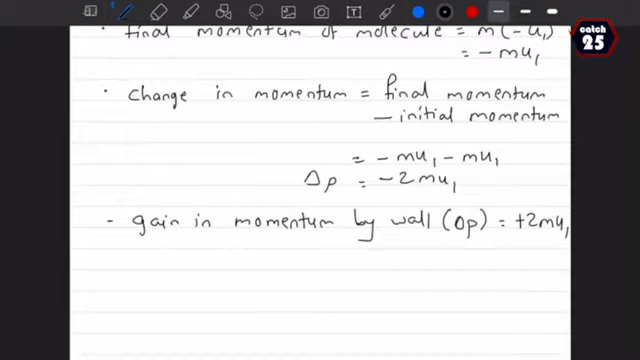 · final momentum of molecule = m(-u₁)
= - mu₁
catch
25
· change in momentum = final momentum
- initial momentum
= - mu₁ - mu₁
Δp = - 2mu₁
- gain in momentum by wall (Δp) = +2mu₁